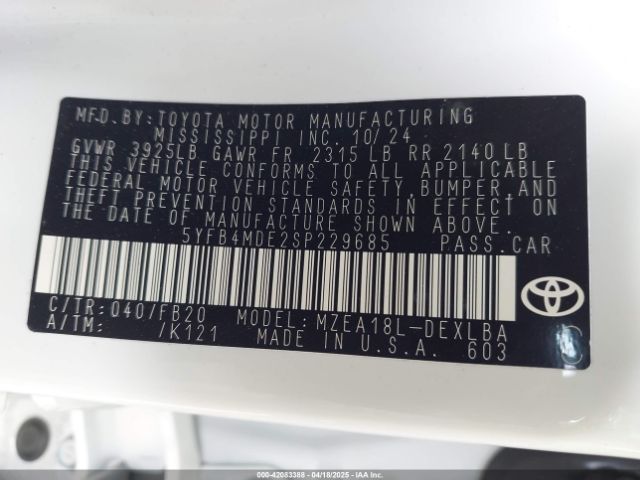 MFD. BY: TOYOTA MOTOR MANUFACTURING
MISSISSIPPI INC. 10/24
GVWR 3925LB GAWR FR 2315 LB RR 2140 LB
THIS VEHICLE CONFORMS TO ALL APPLICABLE
FEDERAL MOTOR VEHICLE SAFETY, BUMPER, AND
THEFT PREVENTION STANDARDS IN EFFECT ON
THE DATE OF MANUFACTURE SHOWN ABOVE.
5YFB4MDE2SP229685 PASS.CAR
C/TR: 040/FB20 MODEL: MZEA18L-DEXLBA
A/TM: /K121 MADE IN U.S.A. 603
000-42083388 - 04/18/2025 - IAAI.COM